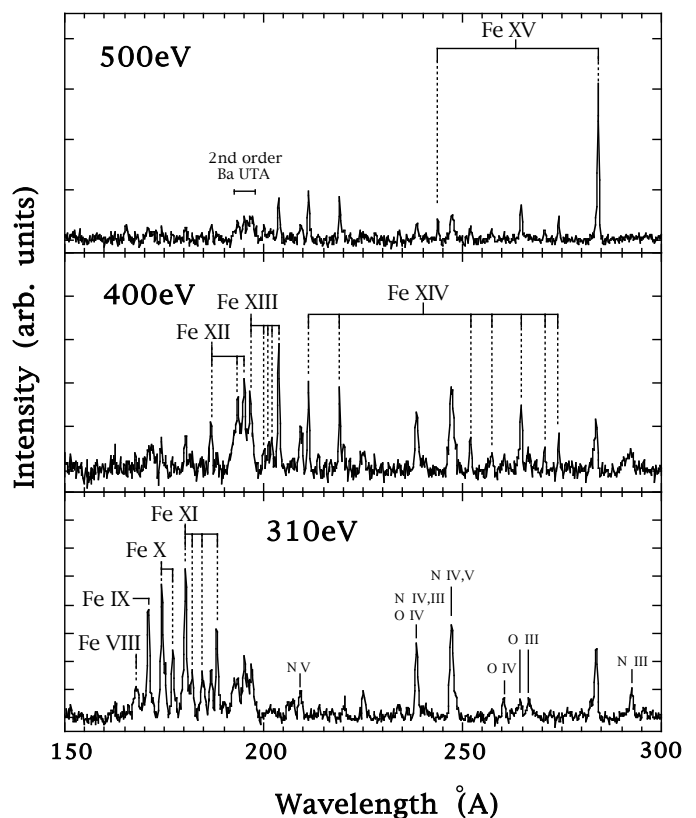 Fe XV
500eV
2nd order
Ba UTA
Fe XIII
400eV
Fe XIV
Fe XII
Intensity (arb. units)
Fe XI
310eV
Fe X
N IV,V
Fe IX
N IV,III
O IV
Fe VIII
O III
N V
O IV
N III
150 200 250 300
Wavelength (Å)